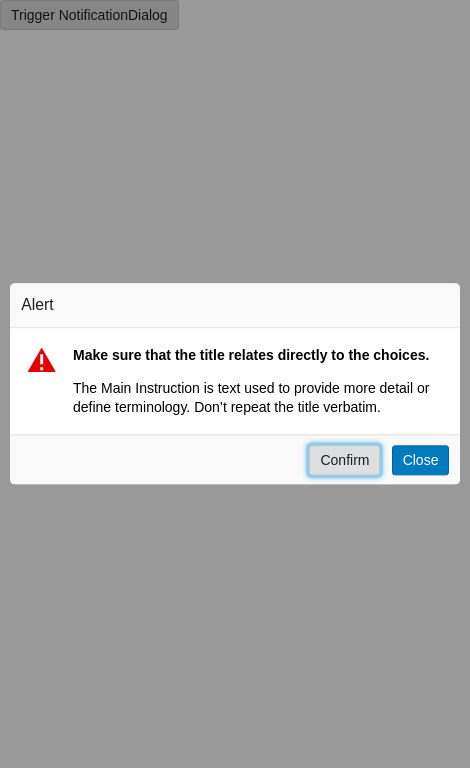 Trigger NotificationDialog
Alert
Make sure that the title relates directly to the choices.
The Main Instruction is text used to provide more detail or
define terminology. Don’t repeat the title verbatim.
Confirm
Close